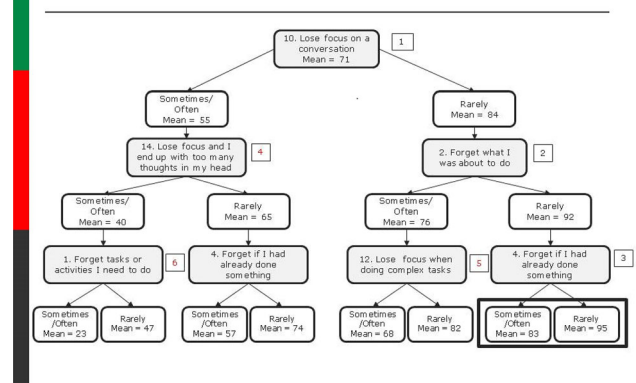 10. Lose focus on a
conversation
Mean = 71
1
Sometimes/
Often
Mean = 55
Rarely
Mean = 84
14. Lose focus and I
end up with too many
thoughts in my head
4
2. Forget what I
was about to do
2
Sometimes/
Often
Mean = 40
Rarely
Mean = 65
Sometimes/
Often
Mean = 76
Rarely
Mean = 92
1. Forget tasks or
activities I need to do
6
4. Forget if I had
already done
something
12. Lose focus when
doing complex tasks
5
4. Forget if I had
already done
something
3
Sometimes
/Often
Mean = 23
Rarely
Mean = 47
Sometimes
/Often
Mean = 57
Rarely
Mean = 74
Sometimes
/Often
Mean = 68
Rarely
Mean = 82
Sometimes
/Often
Mean = 83
Rarely
Mean = 95